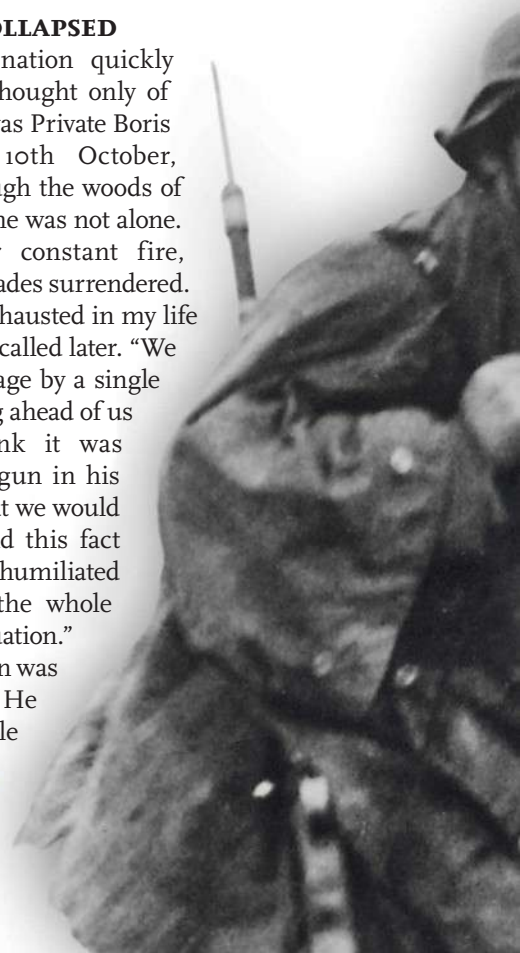 OLLAPSED
nation quickly
hought only of
as Private Boris
10th October,
gh the woods of
ne was not alone.
constant fire,
ades surrendered.
hausted in my life
called later. “We
age by a single
g ahead of us
nk it was
gun in his
t we would
d this fact
humiliated
the whole
uation.”
n was
He
le